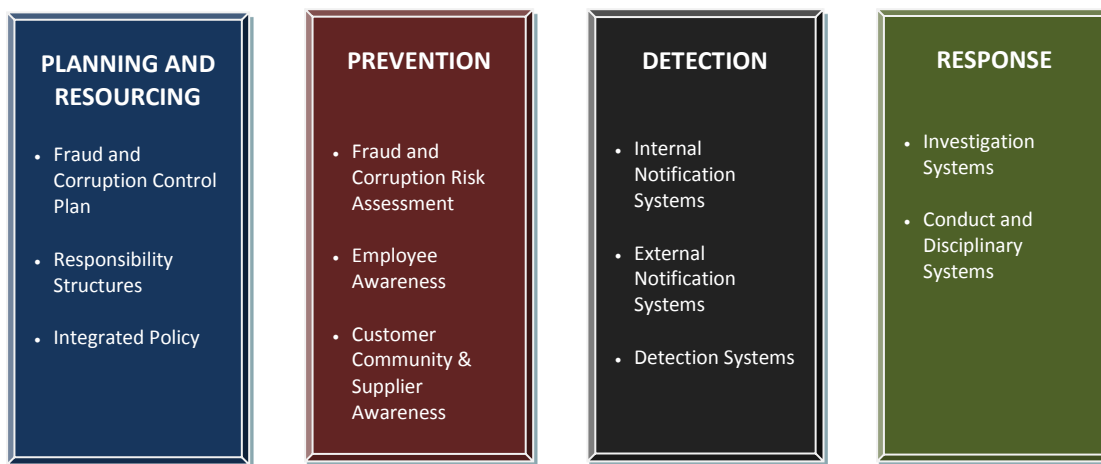 PLANNING AND
RESOURCING
• Fraud and
Corruption Control
Plan
• Responsibility
Structures
• Integrated Policy
PREVENTION
• Fraud and
Corruption Risk
Assessment
• Employee
Awareness
• Customer
Community &
Supplier
Awareness
DETECTION
• Internal
Notification
Systems
• External
Notification
Systems
• Detection Systems
RESPONSE
• Investigation
Systems
• Conduct and
Disciplinary
Systems